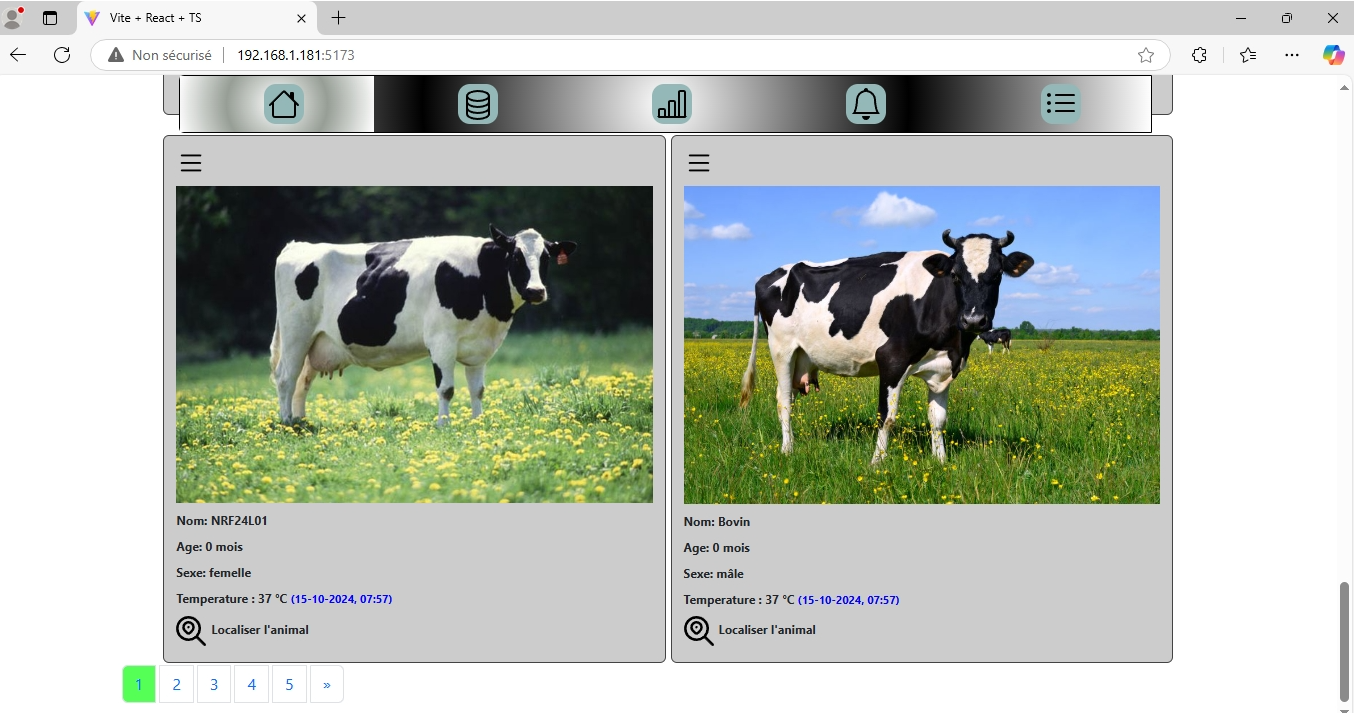 Vite + React + TS
Non sécurisé
192.168.1.181:5173
Nom: NRF24L01
Age: 0 mois
Sexe: femelle
Temperature : 37 °C (15-10-2024, 07:57)
Localiser l'animal
Nom: Bovin
Age: 0 mois
Sexe: mâle
Temperature : 37 °C (15-10-2024, 07:57)
Localiser l'animal
1 2 3 4 5 »